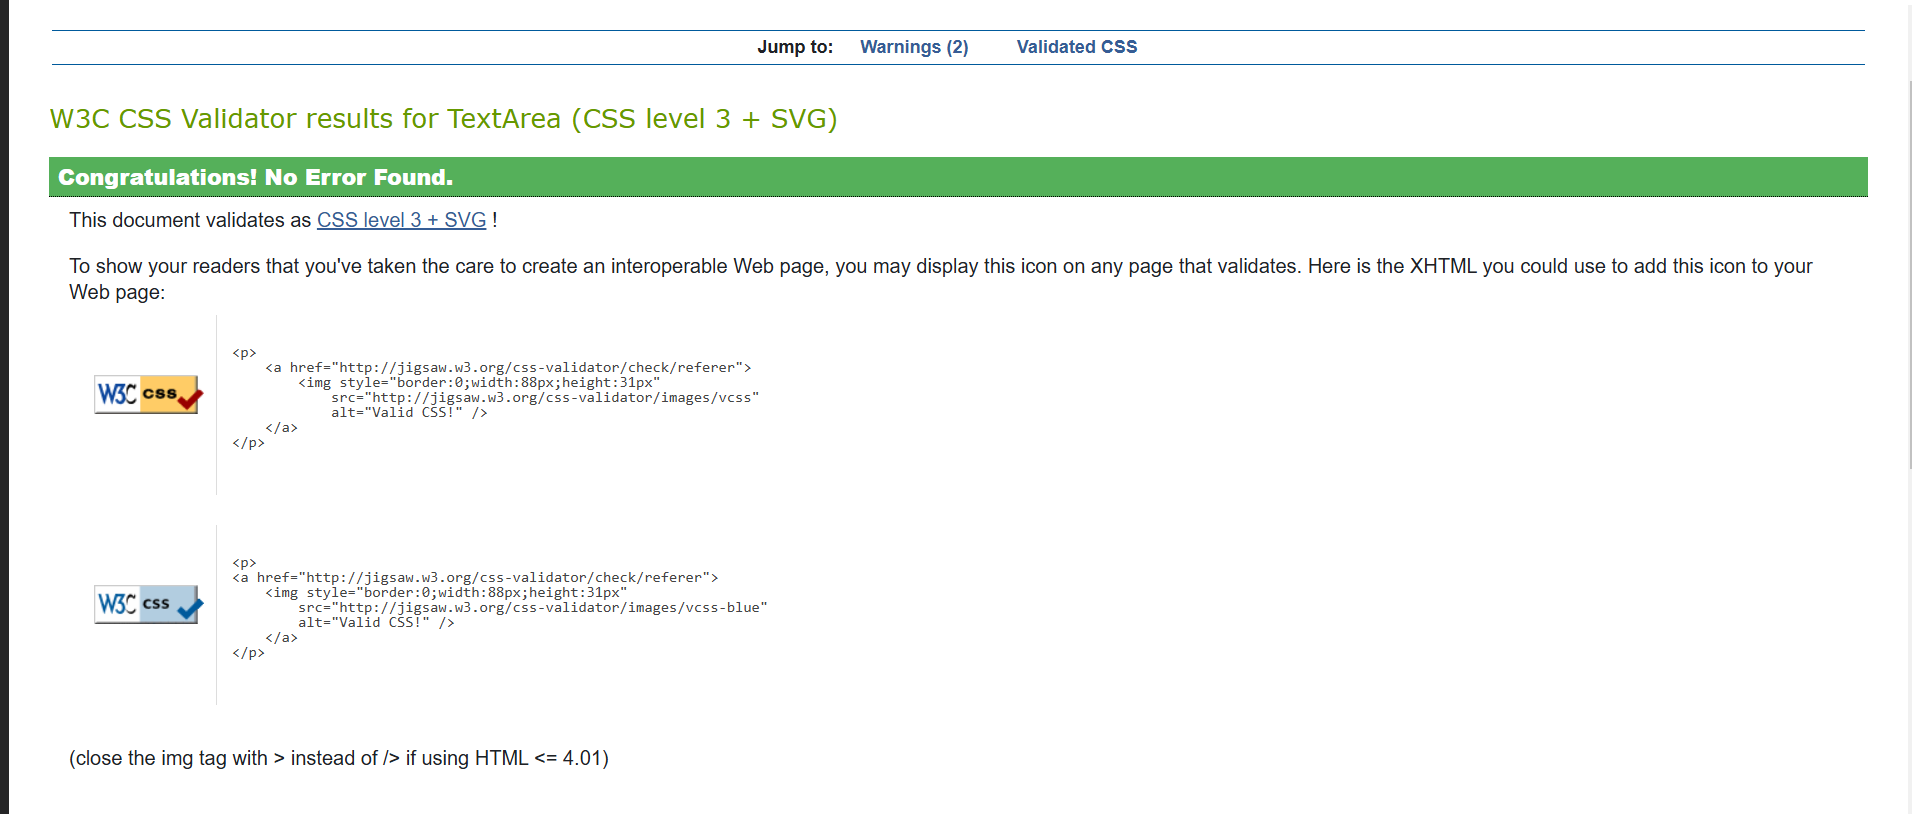 Jump to: Warnings (2) Validated CSS
W3C CSS Validator results for TextArea (CSS level 3 + SVG)
Congratulations! No Error Found.
This document validates as CSS level 3 + SVG !
To show your readers that you've taken the care to create an interoperable Web page, you may display this icon on any page that validates. Here is the XHTML you could use to add this icon to your
Web page:
W3C css
<p>
    <a href="http://jigsaw.w3.org/css-validator/check/referer">
        <img style="border:0;width:88px;height:31px"
            src="http://jigsaw.w3.org/css-validator/images/vcss"
            alt="Valid CSS!" />
    </a>
</p>
W3C css
<p>
<a href="http://jigsaw.w3.org/css-validator/check/referer">
    <img style="border:0;width:88px;height:31px"
        src="http://jigsaw.w3.org/css-validator/images/vcss-blue"
        alt="Valid CSS!" />
    </a>
</p>
(close the img tag with > instead of /> if using HTML <= 4.01)